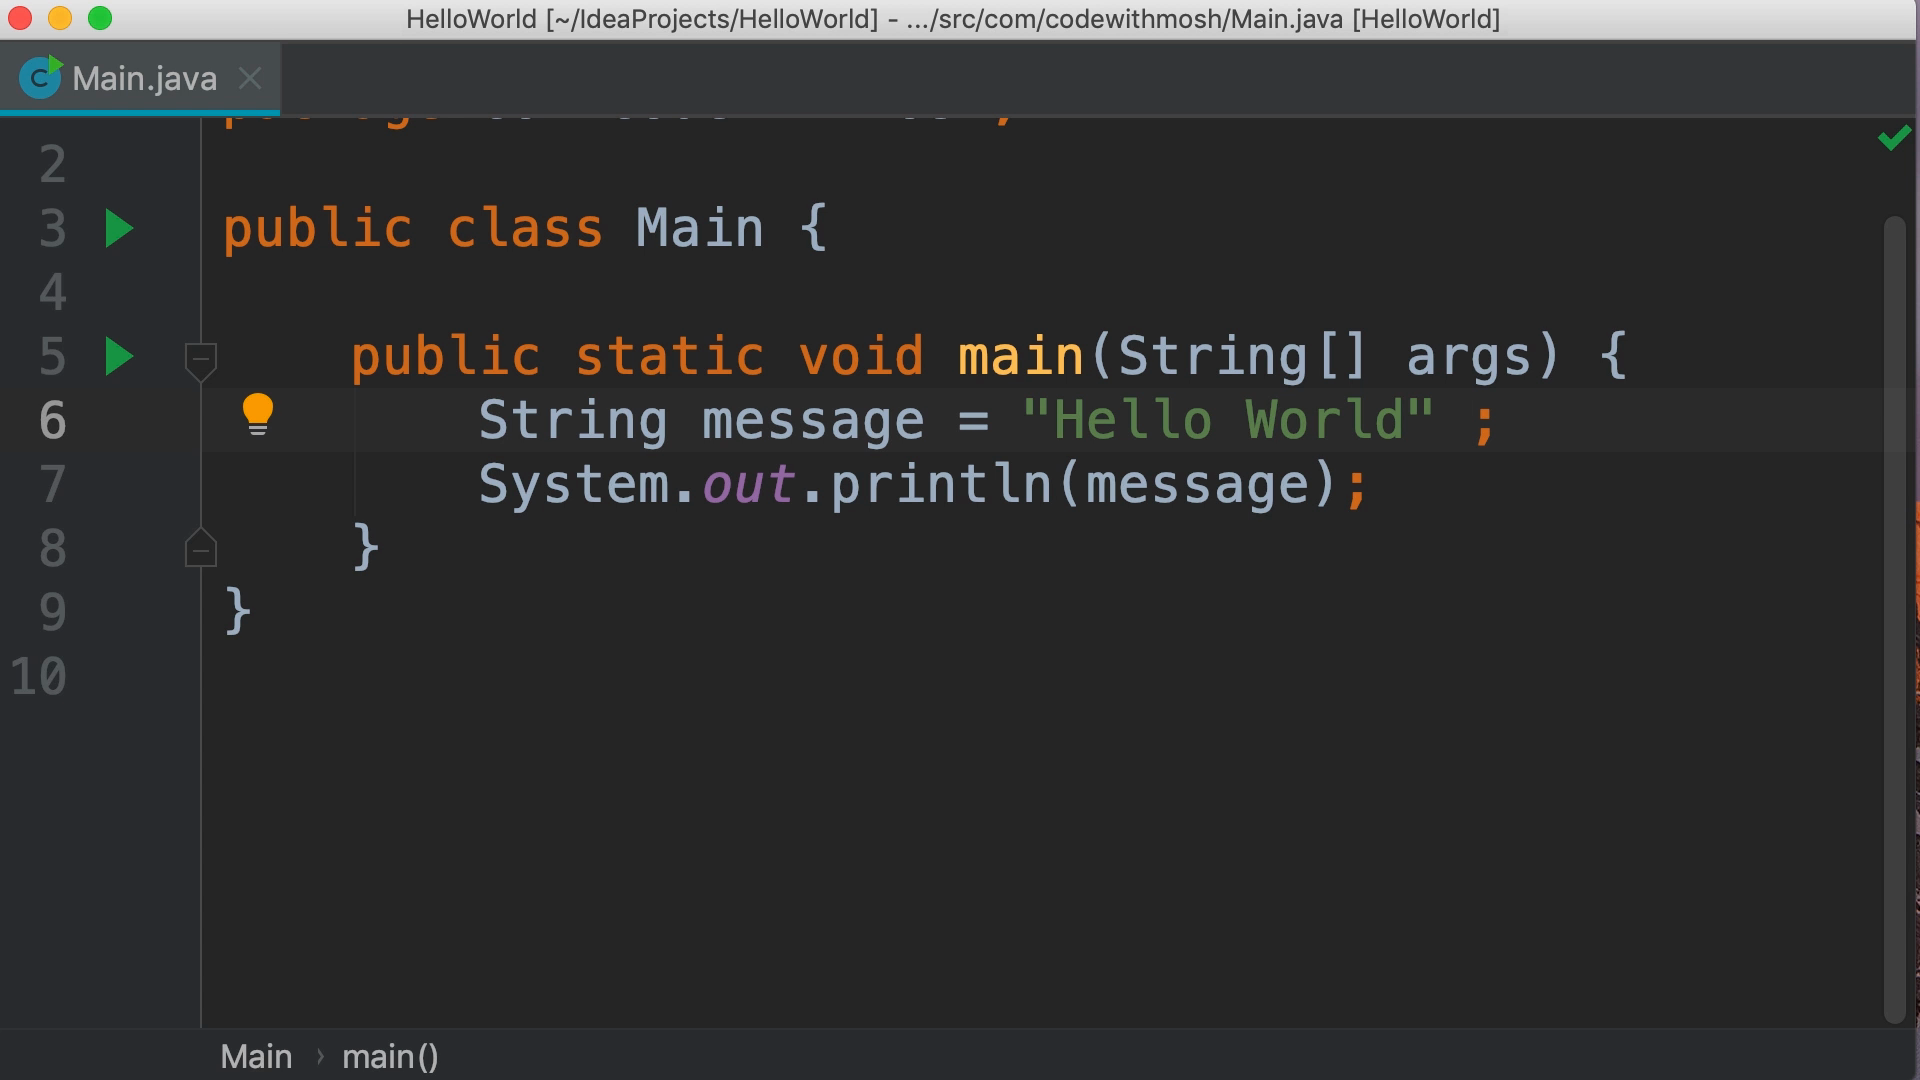 HelloWorld [~/IdeaProjects/HelloWorld] - .../src/com/codewithmosh/Main.java [HelloWorld]
Main.java
2
3 public class Main {
4
5 public static void main(String[] args) {
6 String message = "Hello World" ;
7 System.out.println(message);
8 }
9 }
10
Main › main()